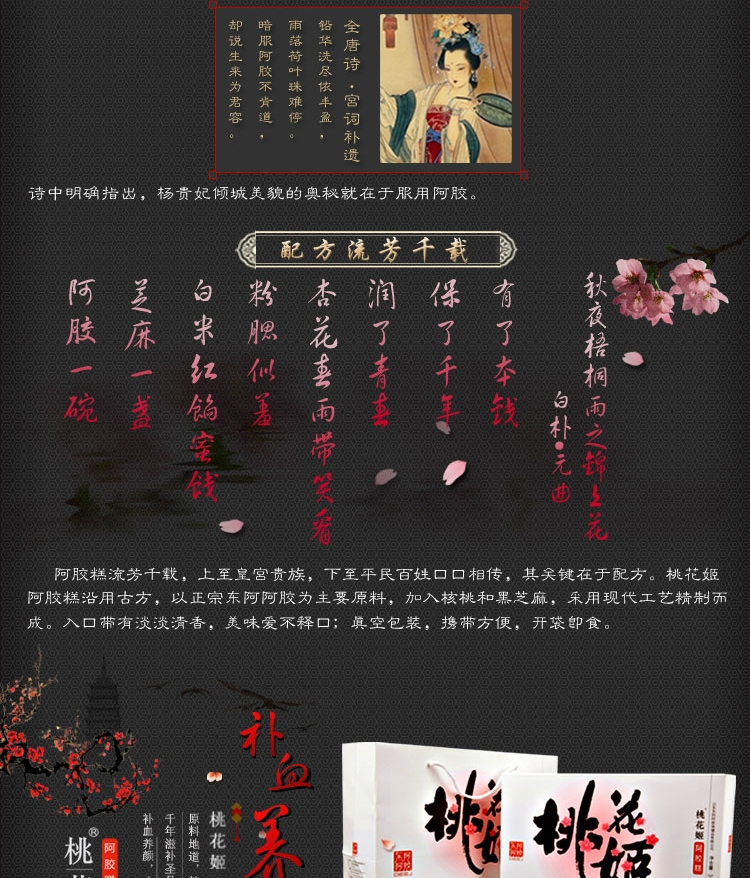 全唐诗·宫词补遗
铅华洗尽依丰盈，
雨落荷叶珠难停。
暗服阿胶不肯道，
却说生来为君容。
诗中明确指出，杨贵妃倾城美貌的奥秘就在于服用阿胶。
配方流芳千载
秋夜梧桐雨之錦上花
白朴●元曲
有了本钱
保了千年
润了青春
杏花春雨带笑看
粉腮似羞
白米红馅蜜饯
芝麻一盏
阿胶一碗
阿胶糕流芳千载，上至皇宫贵族，下至平民百姓口口相传，其关键在于配方。桃花姬
阿胶糕沿用古方，以正宗东阿阿胶为主要原料，加入核桃和黑芝麻，采用现代工艺精制而
成。入口带有淡淡清香，美味爱不释口；真空包装，携带方便，开袋即食。
补血养
桃花姬
原料地道，
千年滋补圣
补血养颜，
桃®
阿胶糕
桃花姬
东阿阿胶
桃花姬
桃花姬
阿胶糕